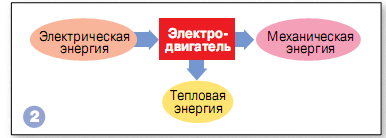 Электрическая
энергия
Электро-
двигатель
Механическая
энергия
Тепловая
энергия
2